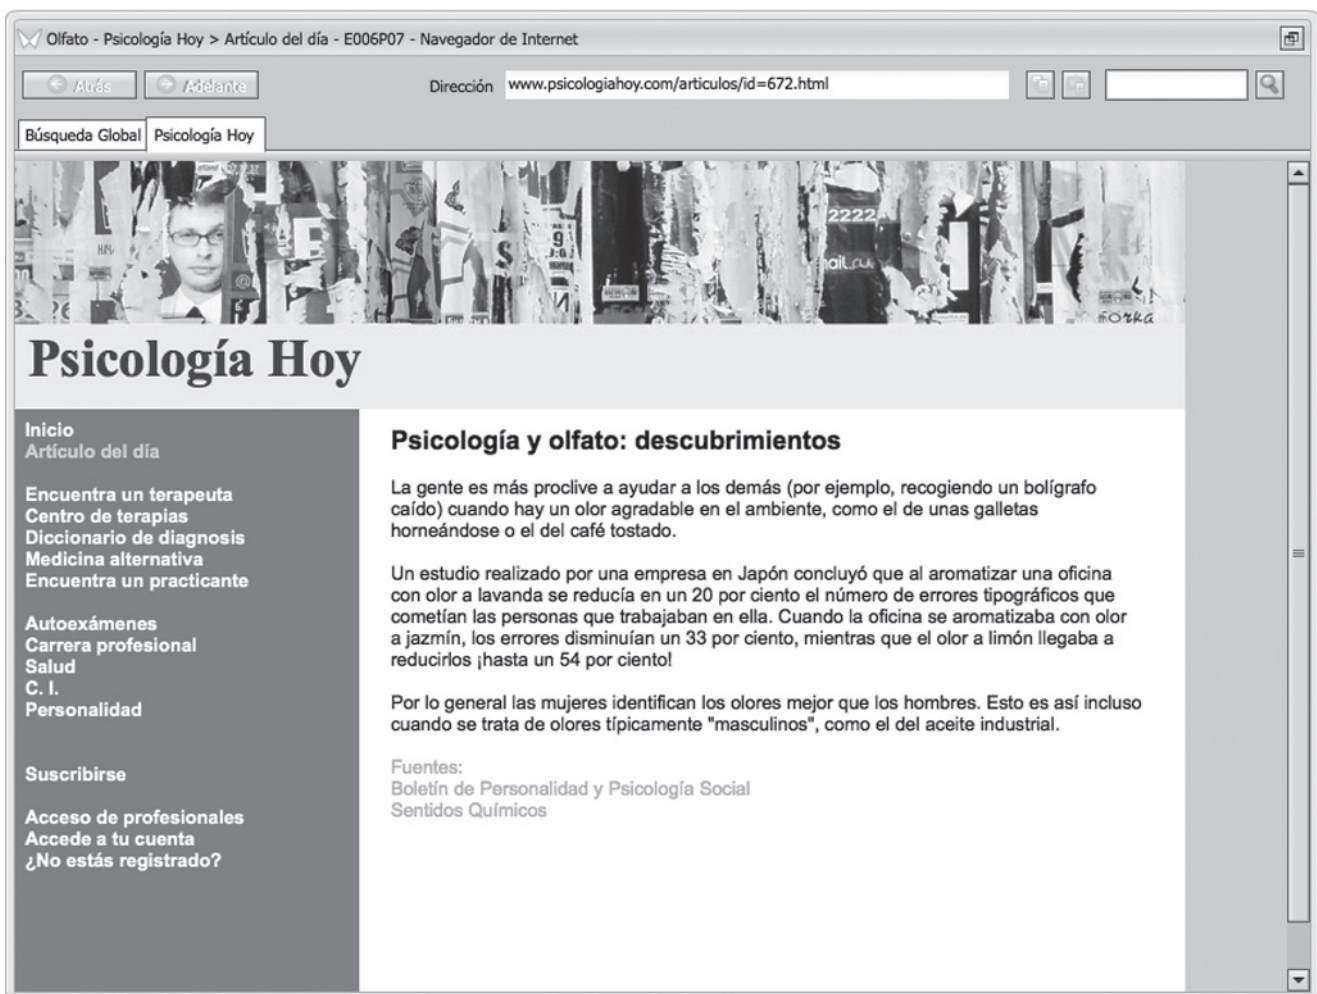 Olfato - Psicología Hoy > Artículo del día - E006P07 - Navegador de Internet
Atrás
Adelante
Dirección
www.psicologiahoy.com/articulos/id=672.html
Búsqueda Global
Psicología Hoy
2222
Psicología Hoy
Inicio
Artículo del día
Encuentra un terapeuta
Centro de terapias
Diccionario de diagnosis
Medicina alternativa
Encuentra un practicante
Autoexámenes
Carrera profesional
Salud
C. I.
Personalidad
Suscribirse
Acceso de profesionales
Accede a tu cuenta
¿No estás registrado?
Psicología y olfato: descubrimientos
La gente es más proclive a ayudar a los demás (por ejemplo, recogiendo un bolígrafo
caído) cuando hay un olor agradable en el ambiente, como el de unas galletas
horneándose o el del café tostado.
Un estudio realizado por una empresa en Japón concluyó que al aromatizar una oficina
con olor a lavanda se reducía en un 20 por ciento el número de errores tipográficos que
cometían las personas que trabajaban en ella. Cuando la oficina se aromatizaba con olor
a jazmín, los errores disminuían un 33 por ciento, mientras que el olor a limón llegaba a
reducirlos ¡hasta un 54 por ciento!
Por lo general las mujeres identifican los olores mejor que los hombres. Esto es así incluso
cuando se trata de olores típicamente "masculinos", como el del aceite industrial.
Fuentes:
Boletín de Personalidad y Psicología Social
Sentidos Químicos